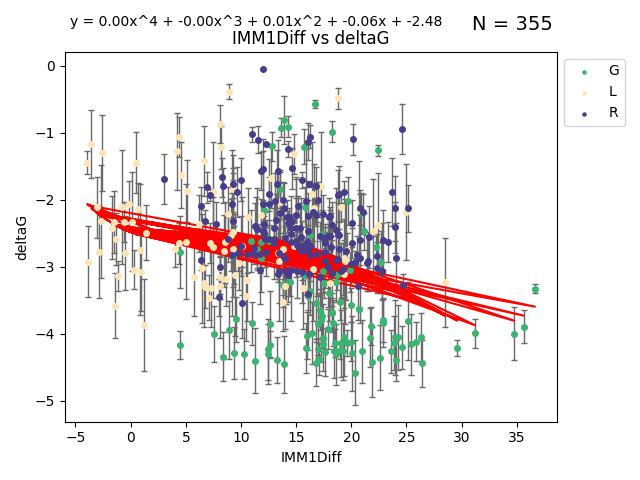 y = 0.00x^4 + -0.00x^3 + 0.01x^2 + -0.06x + -2.48
N = 355
IMM1Diff vs deltaG
G
L
R
0
−1
−2
−3
−4
−5
deltaG
−5 0 5 10 15 20 25 30 35
IMM1Diff